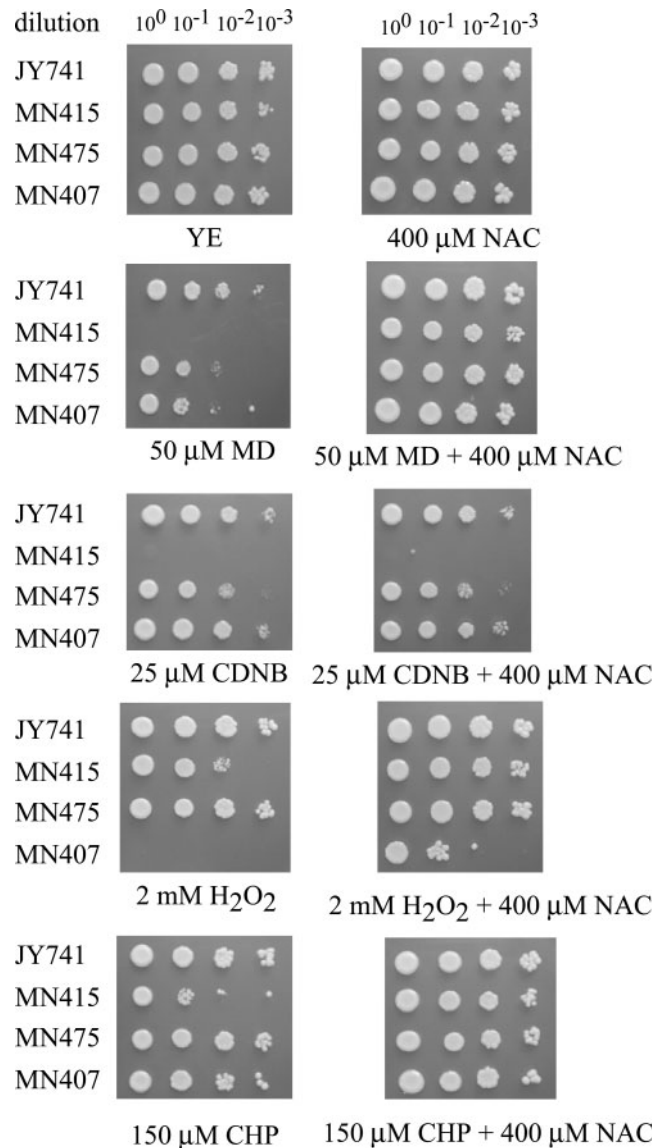 dilution 10⁰ 10⁻¹ 10⁻² 10⁻³ 10⁰ 10⁻¹ 10⁻² 10⁻³
JY741
MN415
MN475
MN407
YE 400 μM NAC
JY741
MN415
MN475
MN407
50 μM MD 50 μM MD + 400 μM NAC
JY741
MN415
MN475
MN407
25 μM CDNB 25 μM CDNB + 400 μM NAC
JY741
MN415
MN475
MN407
2 mM H₂O₂ 2 mM H₂O₂ + 400 μM NAC
JY741
MN415
MN475
MN407
150 μM CHP 150 μM CHP + 400 μM NAC